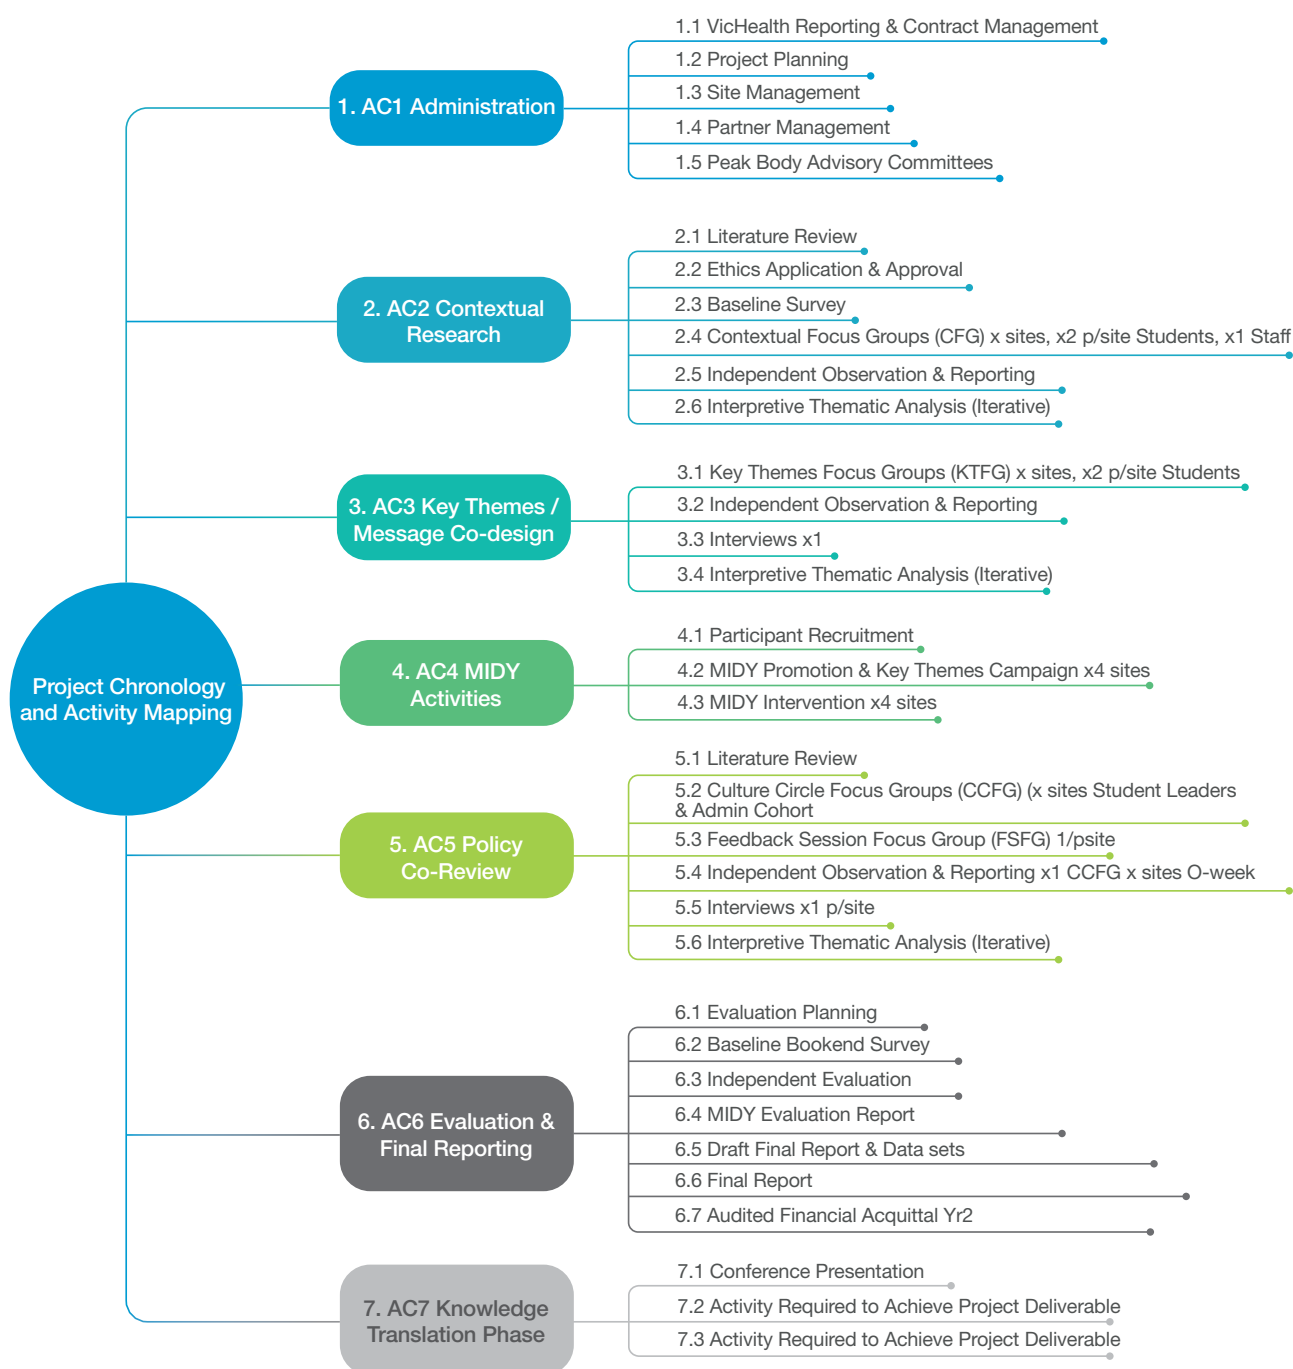 Project Chronology
and Activity Mapping
1. AC1 Administration
1.1 VicHealth Reporting & Contract Management
1.2 Project Planning
1.3 Site Management
1.4 Partner Management
1.5 Peak Body Advisory Committees
2. AC2 Contextual
Research
2.1 Literature Review
2.2 Ethics Application & Approval
2.3 Baseline Survey
2.4 Contextual Focus Groups (CFG) x sites, x2 p/site Students, x1 Staff
2.5 Independent Observation & Reporting
2.6 Interpretive Thematic Analysis (Iterative)
3. AC3 Key Themes /
Message Co-design
3.1 Key Themes Focus Groups (KTFG) x sites, x2 p/site Students
3.2 Independent Observation & Reporting
3.3 Interviews x1
3.4 Interpretive Thematic Analysis (Iterative)
4. AC4 MIDY
Activities
4.1 Participant Recruitment
4.2 MIDY Promotion & Key Themes Campaign x4 sites
4.3 MIDY Intervention x4 sites
5. AC5 Policy
Co-Review
5.1 Literature Review
5.2 Culture Circle Focus Groups (CCFG) (x sites Student Leaders
& Admin Cohort
5.3 Feedback Session Focus Group (FSFG) 1/psite
5.4 Independent Observation & Reporting x1 CCFG x sites O-week
5.5 Interviews x1 p/site
5.6 Interpretive Thematic Analysis (Iterative)
6. AC6 Evaluation &
Final Reporting
6.1 Evaluation Planning
6.2 Baseline Bookend Survey
6.3 Independent Evaluation
6.4 MIDY Evaluation Report
6.5 Draft Final Report & Data sets
6.6 Final Report
6.7 Audited Financial Acquittal Yr2
7. AC7 Knowledge
Translation Phase
7.1 Conference Presentation
7.2 Activity Required to Achieve Project Deliverable
7.3 Activity Required to Achieve Project Deliverable